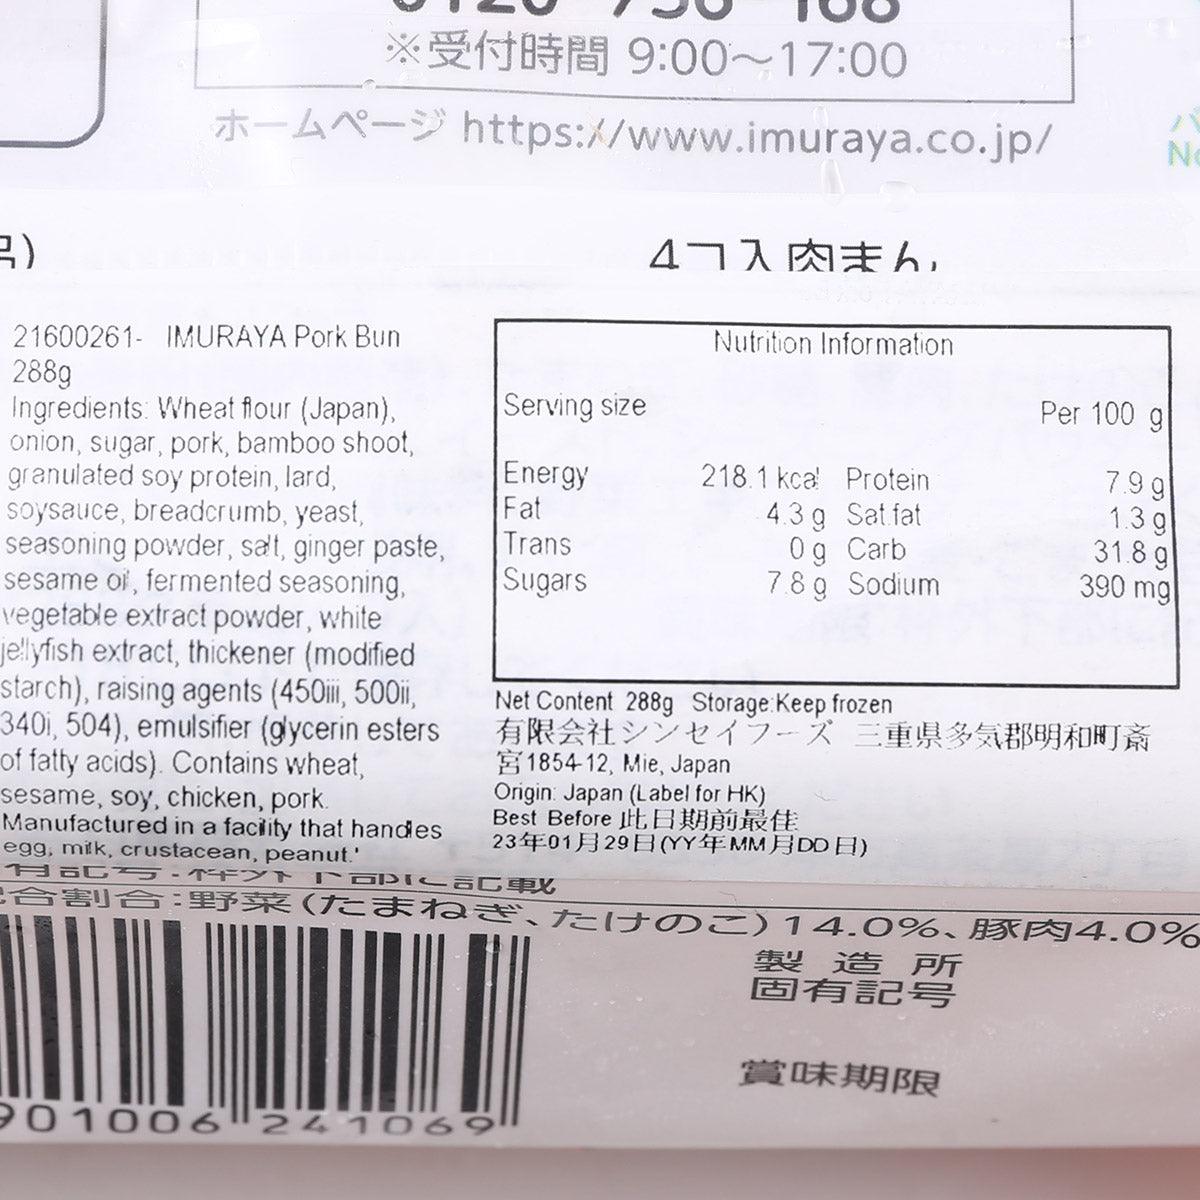 ※受付時間 9:00～17:00
ホームページ https://www.imuraya.co.jp/
4コ入肉まん
21600261- IMURAYA Pork Bun
288g
Ingredients: Wheat flour (Japan),
onion, sugar, pork, bamboo shoot,
granulated soy protein, lard,
soysauce, breadcrumb, yeast,
seasoning powder, salt, ginger paste,
sesame oil, fermented seasoning,
vegetable extract powder, white
jellyfish extract, thickener (modified
starch), raising agents (450iii, 500ii,
340i, 504), emulsifier (glycerin esters
of fatty acids). Contains wheat,
sesame, soy, chicken, pork.
Manufactured in a facility that handles
egg, milk, crustacean, peanut.'
Nutrition Information
Serving size Per 100 g
Energy 218.1 kcal Protein 7.9 g
Fat 4.3 g Sat.fat 1.3 g
Trans 0 g Carb 31.8 g
Sugars 7.8 g Sodium 390 mg
Net Content 288g Storage:Keep frozen
有限会社シンセイフーズ 三重県多気郡明和町斎
宮1854-12, Mie, Japan
Origin: Japan (Label for HK)
Best Before 此日期前最佳
23年01月29日(YY年MM月DD日)
有記号:枠外下部に記載
合割合:野菜(たまねぎ、たけのこ)14.0%、豚肉4.0%
製造所
固有記号
賞味期限
901006 241069